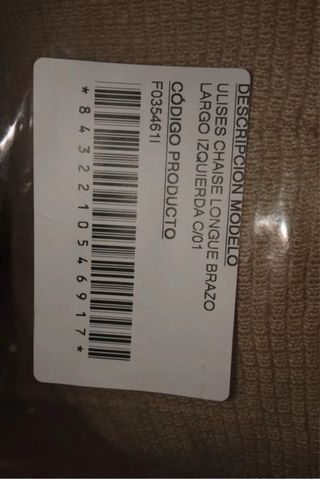 DESCRIPCION MODELO
ULISES CHAISE LONGUE BRAZO
LARGO IZQUIERDA C/01
CÓDIGO PRODUCTO
F035461I
* 8 4 3 2 2 1 0 5 4 6 9 1 7 *